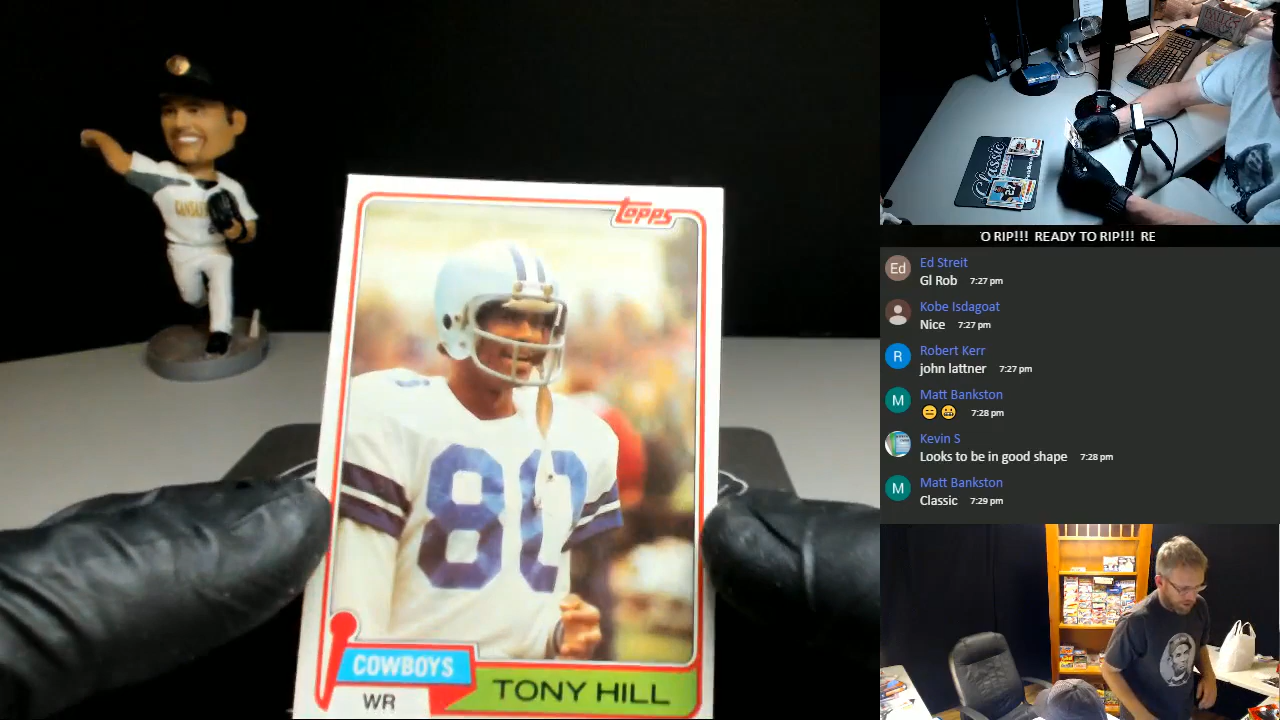 KANSAS
topps
80
COWBOYS
WR
TONY HILL
Classic
'O RIP!!! READY TO RIP!!! RE
Ed
Ed Streit
Gl Rob 7:27 pm
Kobe Isdagoat
Nice 7:27 pm
R
Robert Kerr
john lattner 7:27 pm
M
Matt Bankston
7:28 pm
Kevin S
Looks to be in good shape 7:28 pm
M
Matt Bankston
Classic 7:29 pm